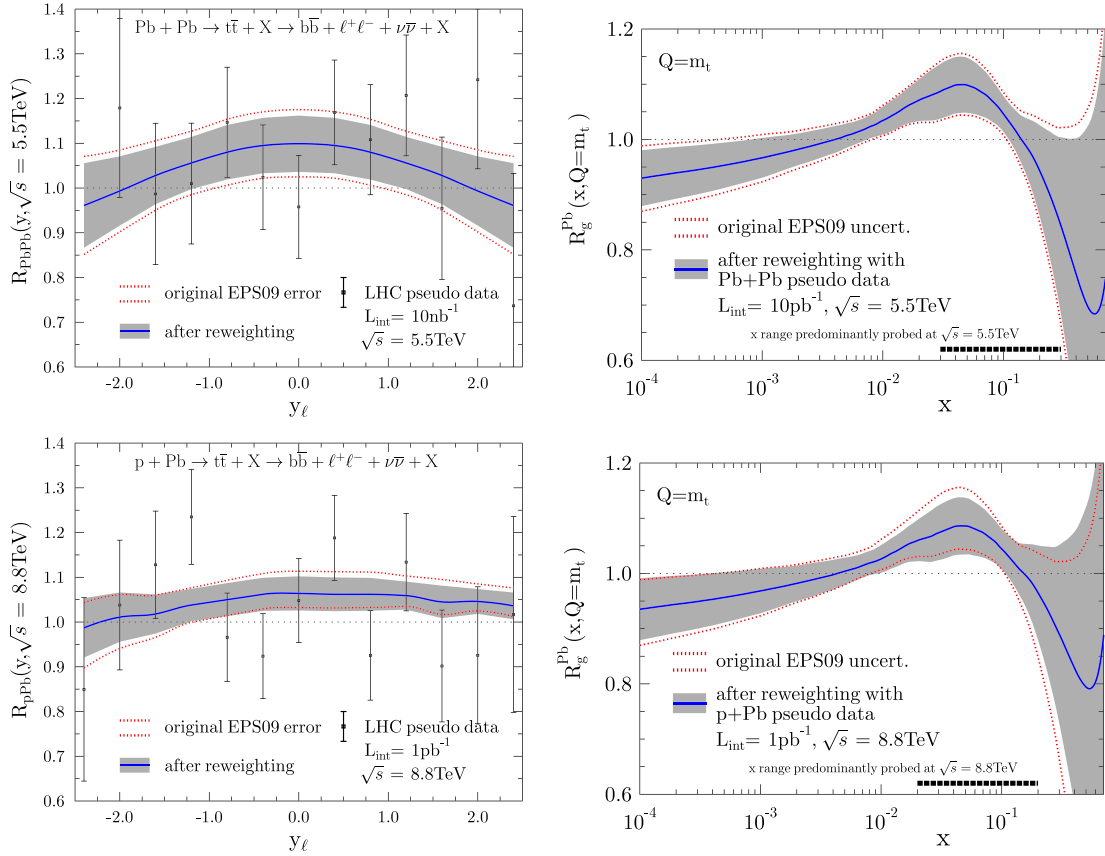 Pb + Pb → tt̄ + X → bb̄ + ℓ⁺ℓ⁻ + νν̄ + X
R_PbPb(y,√s = 5.5TeV)
1.4
1.3
1.2
1.1
1.0
0.9
0.8
0.7
0.6
original EPS09 error
after reweighting
LHC pseudo data
L_int= 10nb⁻¹
√s = 5.5TeV
-2.0
-1.0
0.0
1.0
2.0
y_ℓ
Q=m_t
R_g^Pb(x,Q=m_t)
1.2
1.0
0.8
0.6
original EPS09 uncert.
after reweighting with
Pb+Pb pseudo data
L_int= 10pb⁻¹, √s = 5.5TeV
x range predominantly probed at √s = 5.5TeV
10⁻⁴
10⁻³
10⁻²
10⁻¹
x
p + Pb → tt̄ + X → bb̄ + ℓ⁺ℓ⁻ + νν̄ + X
R_pPb(y,√s = 8.8TeV)
1.4
1.3
1.2
1.1
1.0
0.9
0.8
0.7
0.6
original EPS09 error
after reweighting
LHC pseudo data
L_int= 1pb⁻¹
√s = 8.8TeV
-2.0
-1.0
0.0
1.0
2.0
y_ℓ
Q=m_t
R_g^Pb(x,Q=m_t)
1.2
1.0
0.8
0.6
original EPS09 uncert.
after reweighting with
p+Pb pseudo data
L_int= 1pb⁻¹, √s = 8.8TeV
x range predominantly probed at √s = 8.8TeV
10⁻⁴
10⁻³
10⁻²
10⁻¹
x